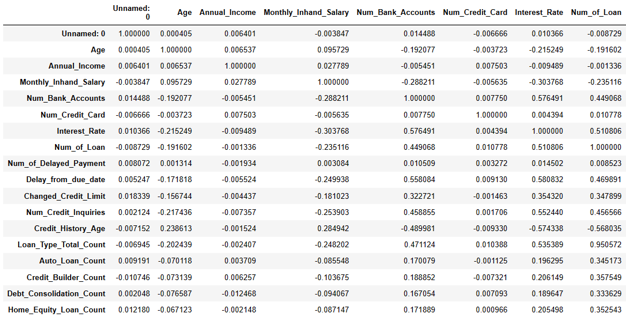 Unnamed: 0 Age Annual_Income Monthly_Inhand_Salary Num_Bank_Accounts Num_Credit_Card Interest_Rate Num_of_Loan
Unnamed: 0 1.000000 0.000405 0.006401 -0.003847 0.014488 -0.006666 0.010366 -0.008729
Age 0.000405 1.000000 0.006537 0.095729 -0.192077 -0.003723 -0.215249 -0.191602
Annual_Income 0.006401 0.006537 1.000000 0.027789 -0.005451 0.007503 -0.009489 -0.001336
Monthly_Inhand_Salary -0.003847 0.095729 0.027789 1.000000 -0.288211 -0.005635 -0.303768 -0.235116
Num_Bank_Accounts 0.014488 -0.192077 -0.005451 -0.288211 1.000000 0.007750 0.576491 0.449068
Num_Credit_Card -0.006666 -0.003723 0.007503 -0.005635 0.007750 1.000000 0.004394 0.010778
Interest_Rate 0.010366 -0.215249 -0.009489 -0.303768 0.576491 0.004394 1.000000 0.510806
Num_of_Loan -0.008729 -0.191602 -0.001336 -0.235116 0.449068 0.010778 0.510806 1.000000
Num_of_Delayed_Payment 0.008072 0.001314 -0.001934 0.003084 0.010509 0.003272 0.014502 0.008523
Delay_from_due_date 0.005247 -0.171818 -0.005524 -0.249938 0.558084 0.009130 0.580832 0.469891
Changed_Credit_Limit 0.018339 -0.156744 -0.004437 -0.181023 0.322721 -0.001463 0.354320 0.347899
Num_Credit_Inquiries 0.002124 -0.217436 -0.007357 -0.253903 0.458855 0.001706 0.552440 0.456566
Credit_History_Age -0.007152 0.238613 -0.001524 0.284942 -0.489981 -0.009330 -0.574338 -0.568035
Loan_Type_Total_Count -0.006945 -0.202439 -0.002407 -0.248202 0.471124 0.010388 0.535389 0.950572
Auto_Loan_Count 0.009191 -0.070118 0.003709 -0.085548 0.170079 -0.001125 0.196295 0.345173
Credit_Builder_Count -0.010746 -0.073139 0.006257 -0.103675 0.188852 -0.007321 0.206149 0.357549
Debt_Consolidation_Count 0.002048 -0.076587 -0.012468 -0.094067 0.167054 0.007093 0.189647 0.333629
Home_Equity_Loan_Count 0.012180 -0.067123 -0.002148 -0.087147 0.171889 0.000966 0.205498 0.352543